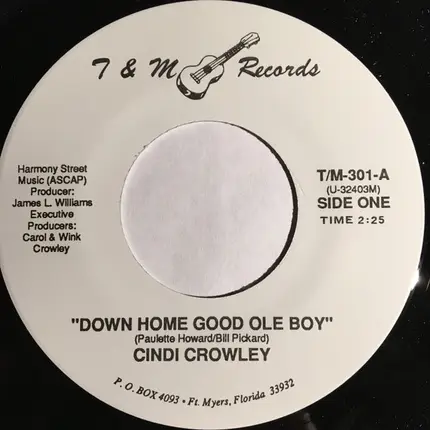 T & M Records
Harmony Street
Music (ASCAP)
Producer:
James L. Williams
Executive
Producers:
Carol & Wink
Crowley
T/M-301-A
(U-32403M)
SIDE ONE
TIME 2:25
"DOWN HOME GOOD OLE BOY"
(Paulette Howard/Bill Pickard)
CINDI CROWLEY
P.O. BOX 4093 • Ft. Myers, Florida 33932